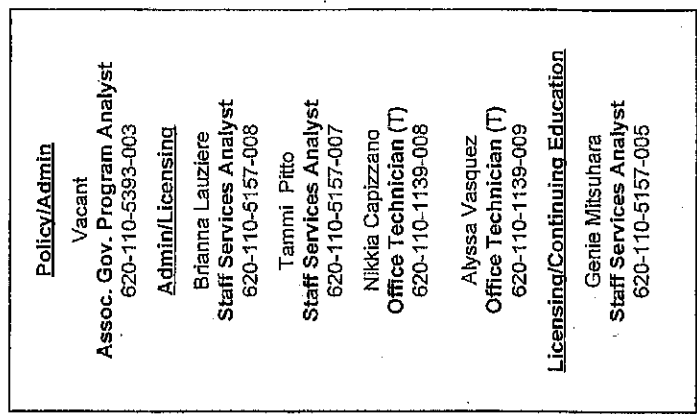 Policy/Admin
Vacant
Assoc. Gov. Program Analyst
620-110-5393-003
Admin/Licensing
Brianna Lauziere
Staff Services Analyst
620-110-5157-008
Tammi Pitto
Staff Services Analyst
620-110-5157-007
Nikkia Capizzano
Office Technician (T)
620-110-1139-008
Alyssa Vasquez
Office Technician (T)
620-110-1139-009
Licensing/Continuing Education
Genie Mitsuhara
Staff Services Analyst
620-110-5157-005